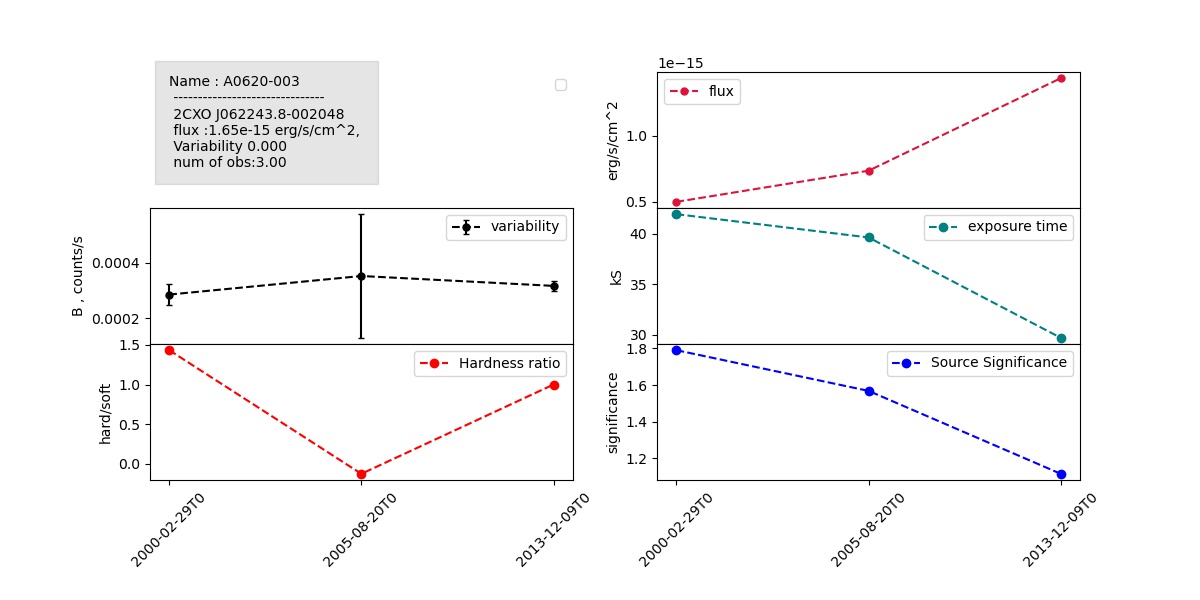 Name : A0620-003
-------------------------------
2CXO J062243.8-002048
flux :1.65e-15 erg/s/cm^2,
Variability 0.000
num of obs:3.00
B , counts/s
0.0004
0.0002
variability
hard/soft
1.5
1.0
0.5
0.0
Hardness ratio
2000-02-29T0
2005-08-20T0
2013-12-09T0
1e−15
erg/s/cm^2
1.0
0.5
flux
kS
40
35
30
exposure time
significance
1.8
1.6
1.4
1.2
Source Significance
2000-02-29T0
2005-08-20T0
2013-12-09T0